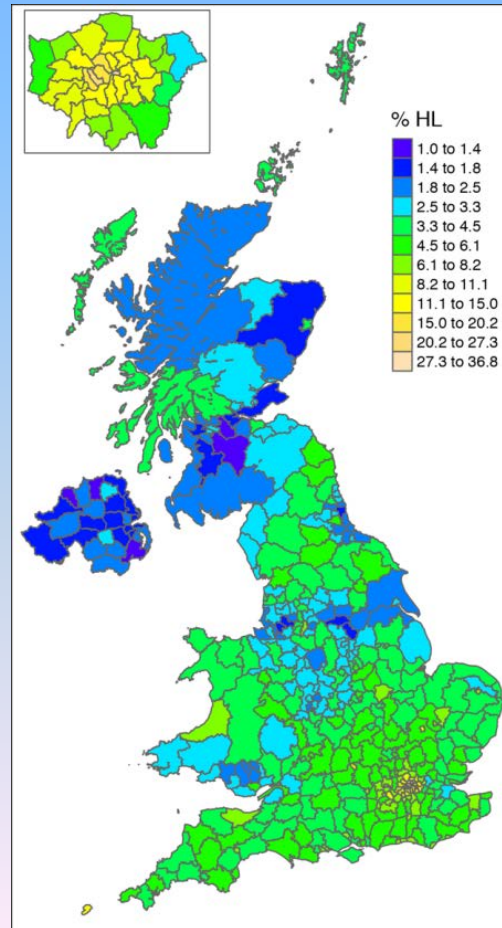 % HL
1.0 to 1.4
1.4 to 1.8
1.8 to 2.5
2.5 to 3.3
3.3 to 4.5
4.5 to 6.1
6.1 to 8.2
8.2 to 11.1
11.1 to 15.0
15.0 to 20.2
20.2 to 27.3
27.3 to 36.8